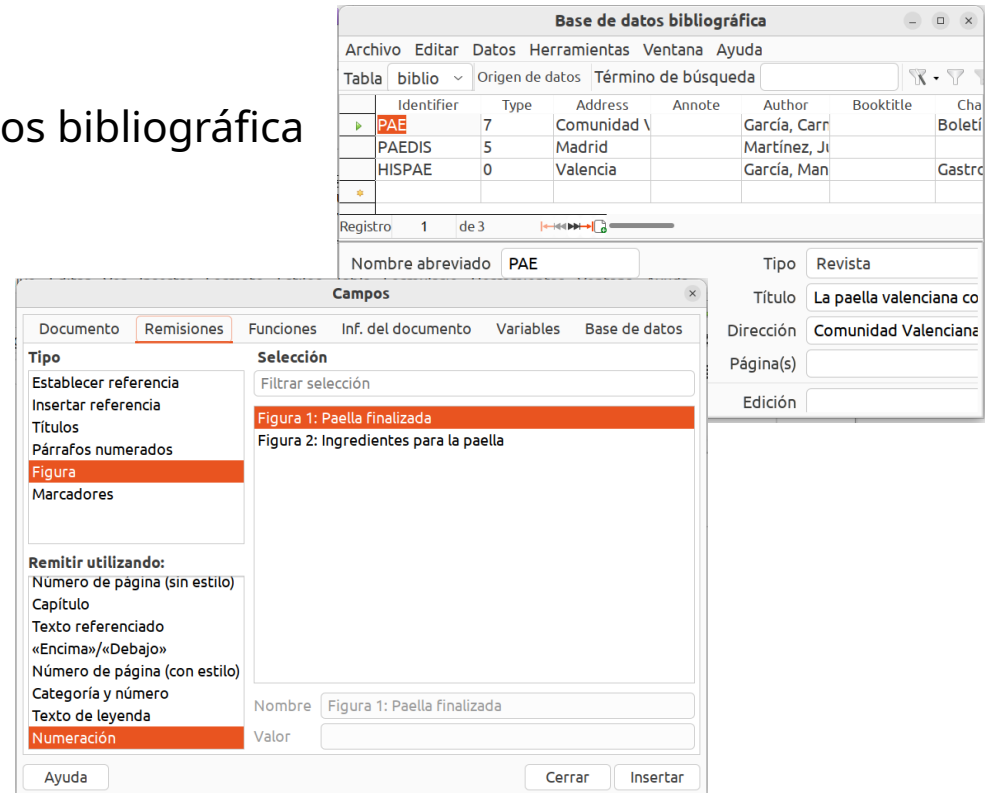 os bibliográfica
Base de datos bibliográfica
Archivo Editar Datos Herramientas Ventana Ayuda
Tabla biblio Origen de datos Término de búsqueda
Identifier Type Address Annote Author Booktitle Cha
PAE 7 Comunidad V García, Carn Boletí
PAEDIS 5 Madrid Martínez, Ju
HISPAE 0 Valencia García, Man Gastro
Registro 1 de 3
Nombre abreviado PAE Tipo Revista
Título La paella valenciana co
Dirección Comunidad Valenciana
Página(s)
Edición
Campos
Documento Remisiones Funciones Inf. del documento Variables Base de datos
Tipo
Establecer referencia
Insertar referencia
Títulos
Párrafos numerados
Figura
Marcadores
Selección
Filtrar selección
Figura 1: Paella finalizada
Figura 2: Ingredientes para la paella
Remitir utilizando:
Número de página (sin estilo)
Capítulo
Texto referenciado
«Encima»/«Debajo»
Número de página (con estilo)
Categoría y número
Texto de leyenda
Numeración
Nombre Figura 1: Paella finalizada
Valor
Ayuda Cerrar Insertar